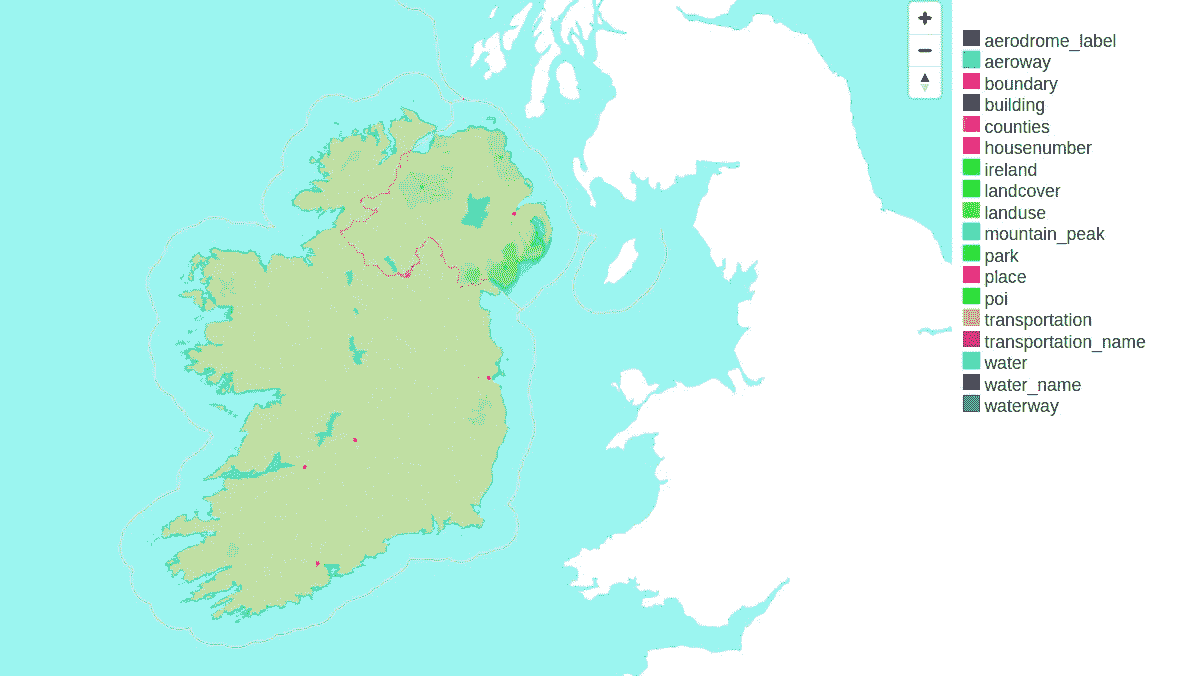 aerodrome_label
aeroway
boundary
building
counties
housenumber
ireland
landcover
landuse
mountain_peak
park
place
poi
transportation
transportation_name
water
water_name
waterway